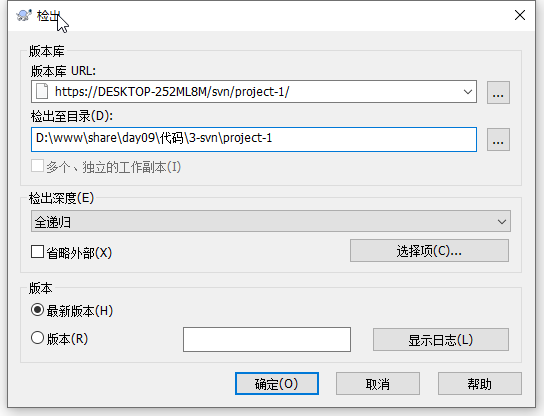 检出
版本库
版本库 URL:
https://DESKTOP-252ML8M/svn/project-1/
...
检出至目录(D):
D:\www\share\day09\代码\3-svn\project-1
...
多个、独立的工作副本(I)
检出深度(E)
全递归
省略外部(X)
选择项(C)...
版本
最新版本(H)
版本(R)
显示日志(L)
确定(O)
取消
帮助